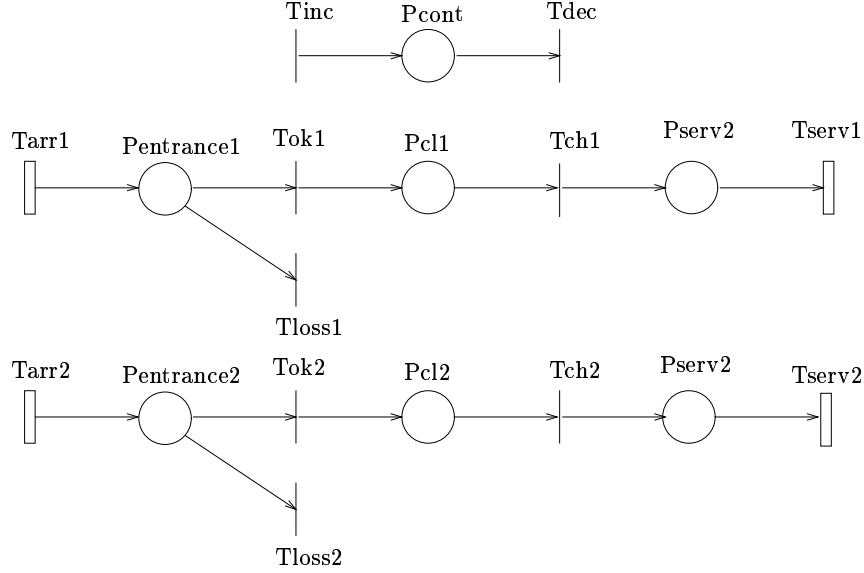 Tinc Pcont Tdec
Tarr1 Pentrance1 Tok1 Pcl1 Tch1 Pserv2 Tserv1
Tloss1
Tarr2 Pentrance2 Tok2 Pcl2 Tch2 Pserv2 Tserv2
Tloss2